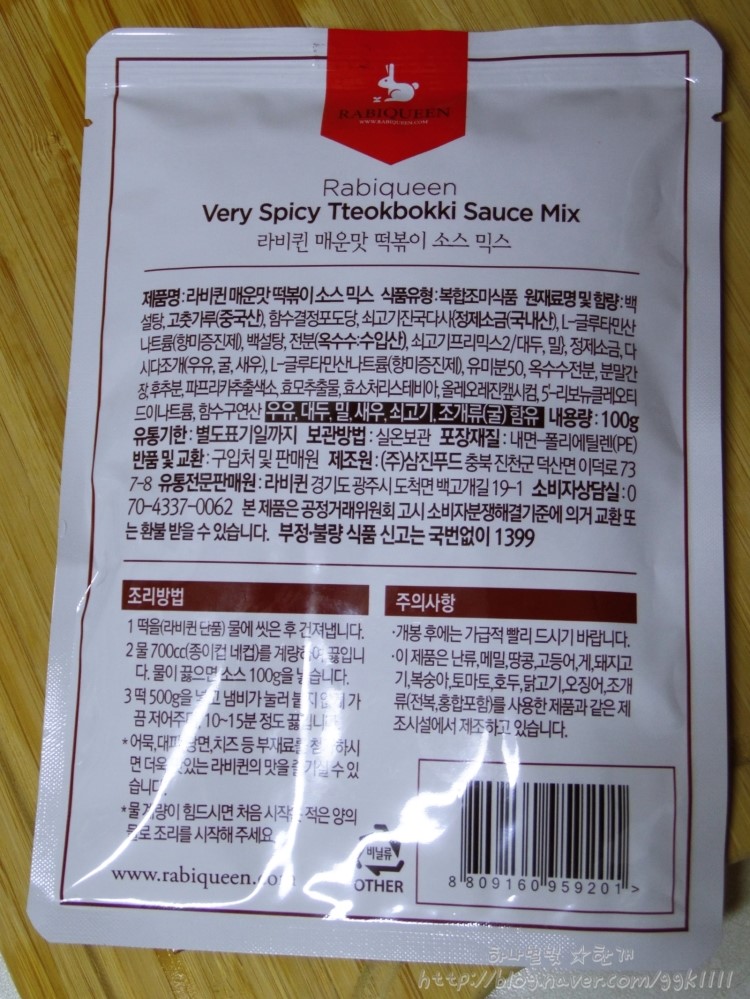 RABIQUEEN
WWW.RABIQUEEN.COM
Rabiqueen
Very Spicy Tteokbokki Sauce Mix
라비퀸 매운맛 떡볶이 소스 믹스
제품명 : 라비퀸 매운맛 떡볶이 소스 믹스 식품유형 : 복합조미식품 원재료명 및 함량 : 백
설탕, 고춧가루(중국산), 함수결정포도당, 쇠고기진국다사(정제소금(국내산), L-글루타민산
나트륨(향미증진제), 백설탕, 전분(옥수수:수입산), 쇠고기프리믹스2/대두, 밀), 정제소금, 다
시다조개(우유, 굴, 새우), L-글루타민산나트륨(향미증진제), 유미분50, 옥수수전분, 분말간
장, 후추분, 파프리카추출색소, 효모추출물, 효소처리스테비아, 올레오레진캪시컴, 5'-리보뉴클레오티
드이나트륨, 함수구연산 우유, 대두, 밀, 새우, 쇠고기, 조개류(굴) 함유 내용량 : 100g
유통기한 : 별도표기일까지 보관방법 : 실온보관 포장재질 : 내면-폴리에틸렌(PE)
반품 및 교환 : 구입처 및 판매원 제조원 : (주)삼진푸드 충북 진천군 덕산면 이덕로 73
7-8 유통전문판매원 : 라비퀸 경기도 광주시 도척면 백고개길 19-1 소비자상담실 : 0
70-4337-0062 본 제품은 공정거래위원회 고시 소비자분쟁해결기준에 의거 교환 또
는 환불 받을 수 있습니다. 부정·불량 식품 신고는 국번없이 1399
조리방법
1 떡을(라비퀸 단품) 물에 씻은 후 건져냅니다.
2 물 700cc(종이컵 네컵)를 계량하여 끓입니
다. 물이 끓으면 소스 100g을 넣습니다.
3 떡 500g을 넣고 냄비가 눌러 붙지 않게 가
끔 저어주며 10~15분 정도 끓입니다.
*어묵, 대파, 당면, 치즈 등 부재료를 첨가하시
면 더욱 맛있는 라비퀸의 맛을 즐기실 수 있
습니다.
*물 계량이 힘드시면 처음 시작은 적은 양의
물로 조리를 시작해 주세요.
www.rabiqueen.com
주의사항
·개봉 후에는 가급적 빨리 드시기 바랍니다.
·이 제품은 난류, 메밀, 땅콩, 고등어, 게, 돼지고
기, 복숭아, 토마토, 호두, 닭고기, 오징어, 조개
류(전복, 홍합포함)를 사용한 제품과 같은 제
조시설에서 제조하고 있습니다.
비닐류
OTHER
8 809160 959201 >
하나별빛 ☆한개
http://blog.naver.com/ggk1111